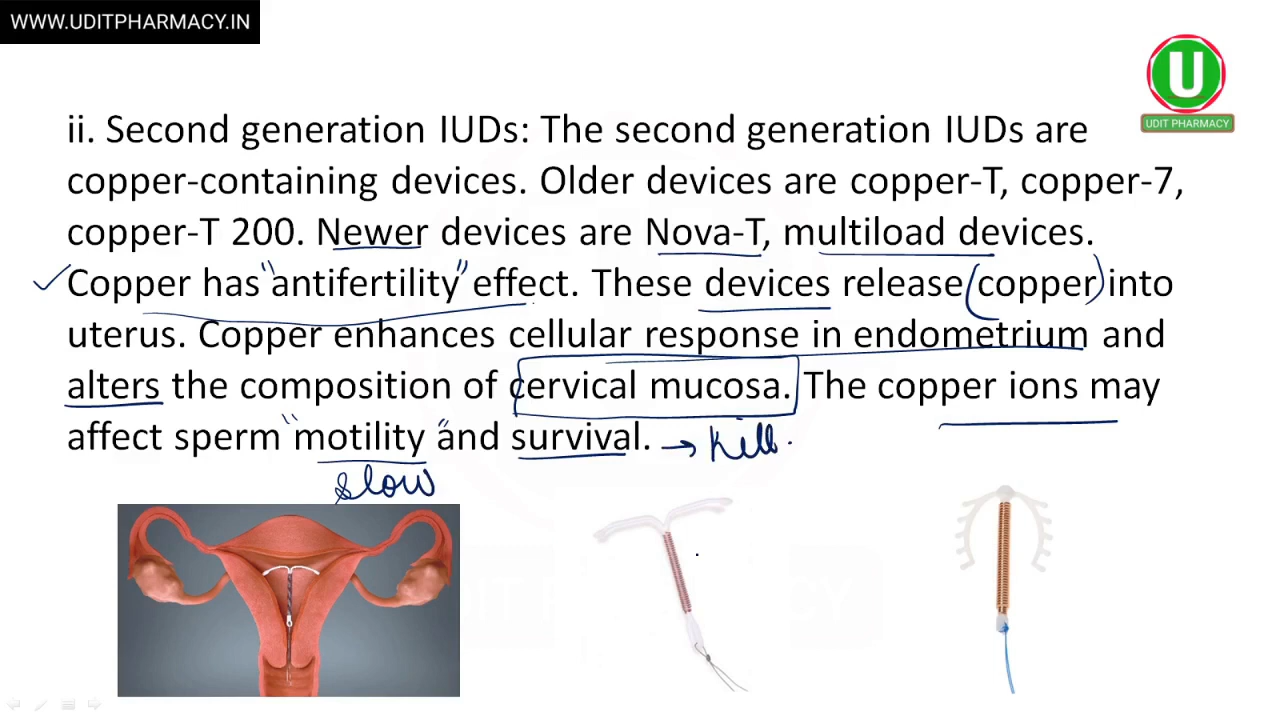 WWW.UDITPHARMACY.IN
U
UDIT PHARMACY
ii. Second generation IUDs: The second generation IUDs are
copper-containing devices. Older devices are copper-T, copper-7,
copper-T 200. Newer devices are Nova-T, multiload devices.
Copper has "antifertility" effect. These devices release (copper) into
uterus. Copper enhances cellular response in endometrium and
alters the composition of cervical mucosa. The copper ions may
affect sperm "motility" and survival. → Kill.
slow